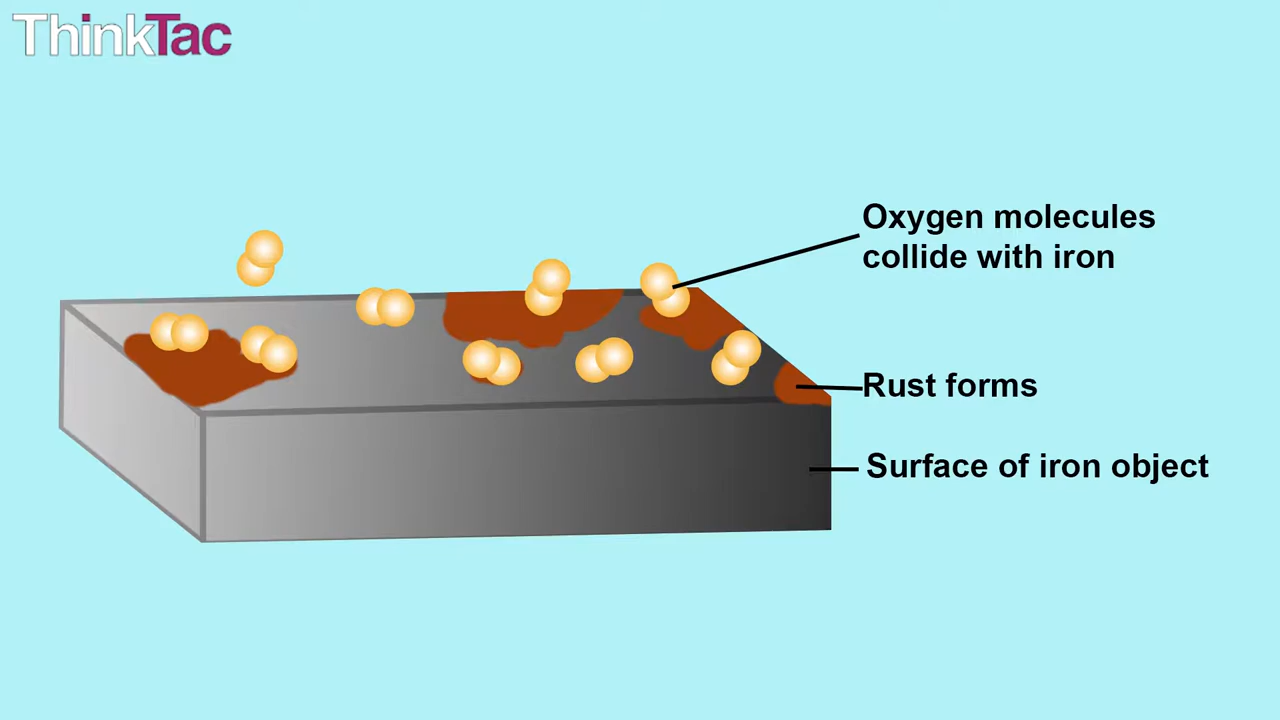 ThinkTac
Oxygen molecules
collide with iron
Rust forms
Surface of iron object